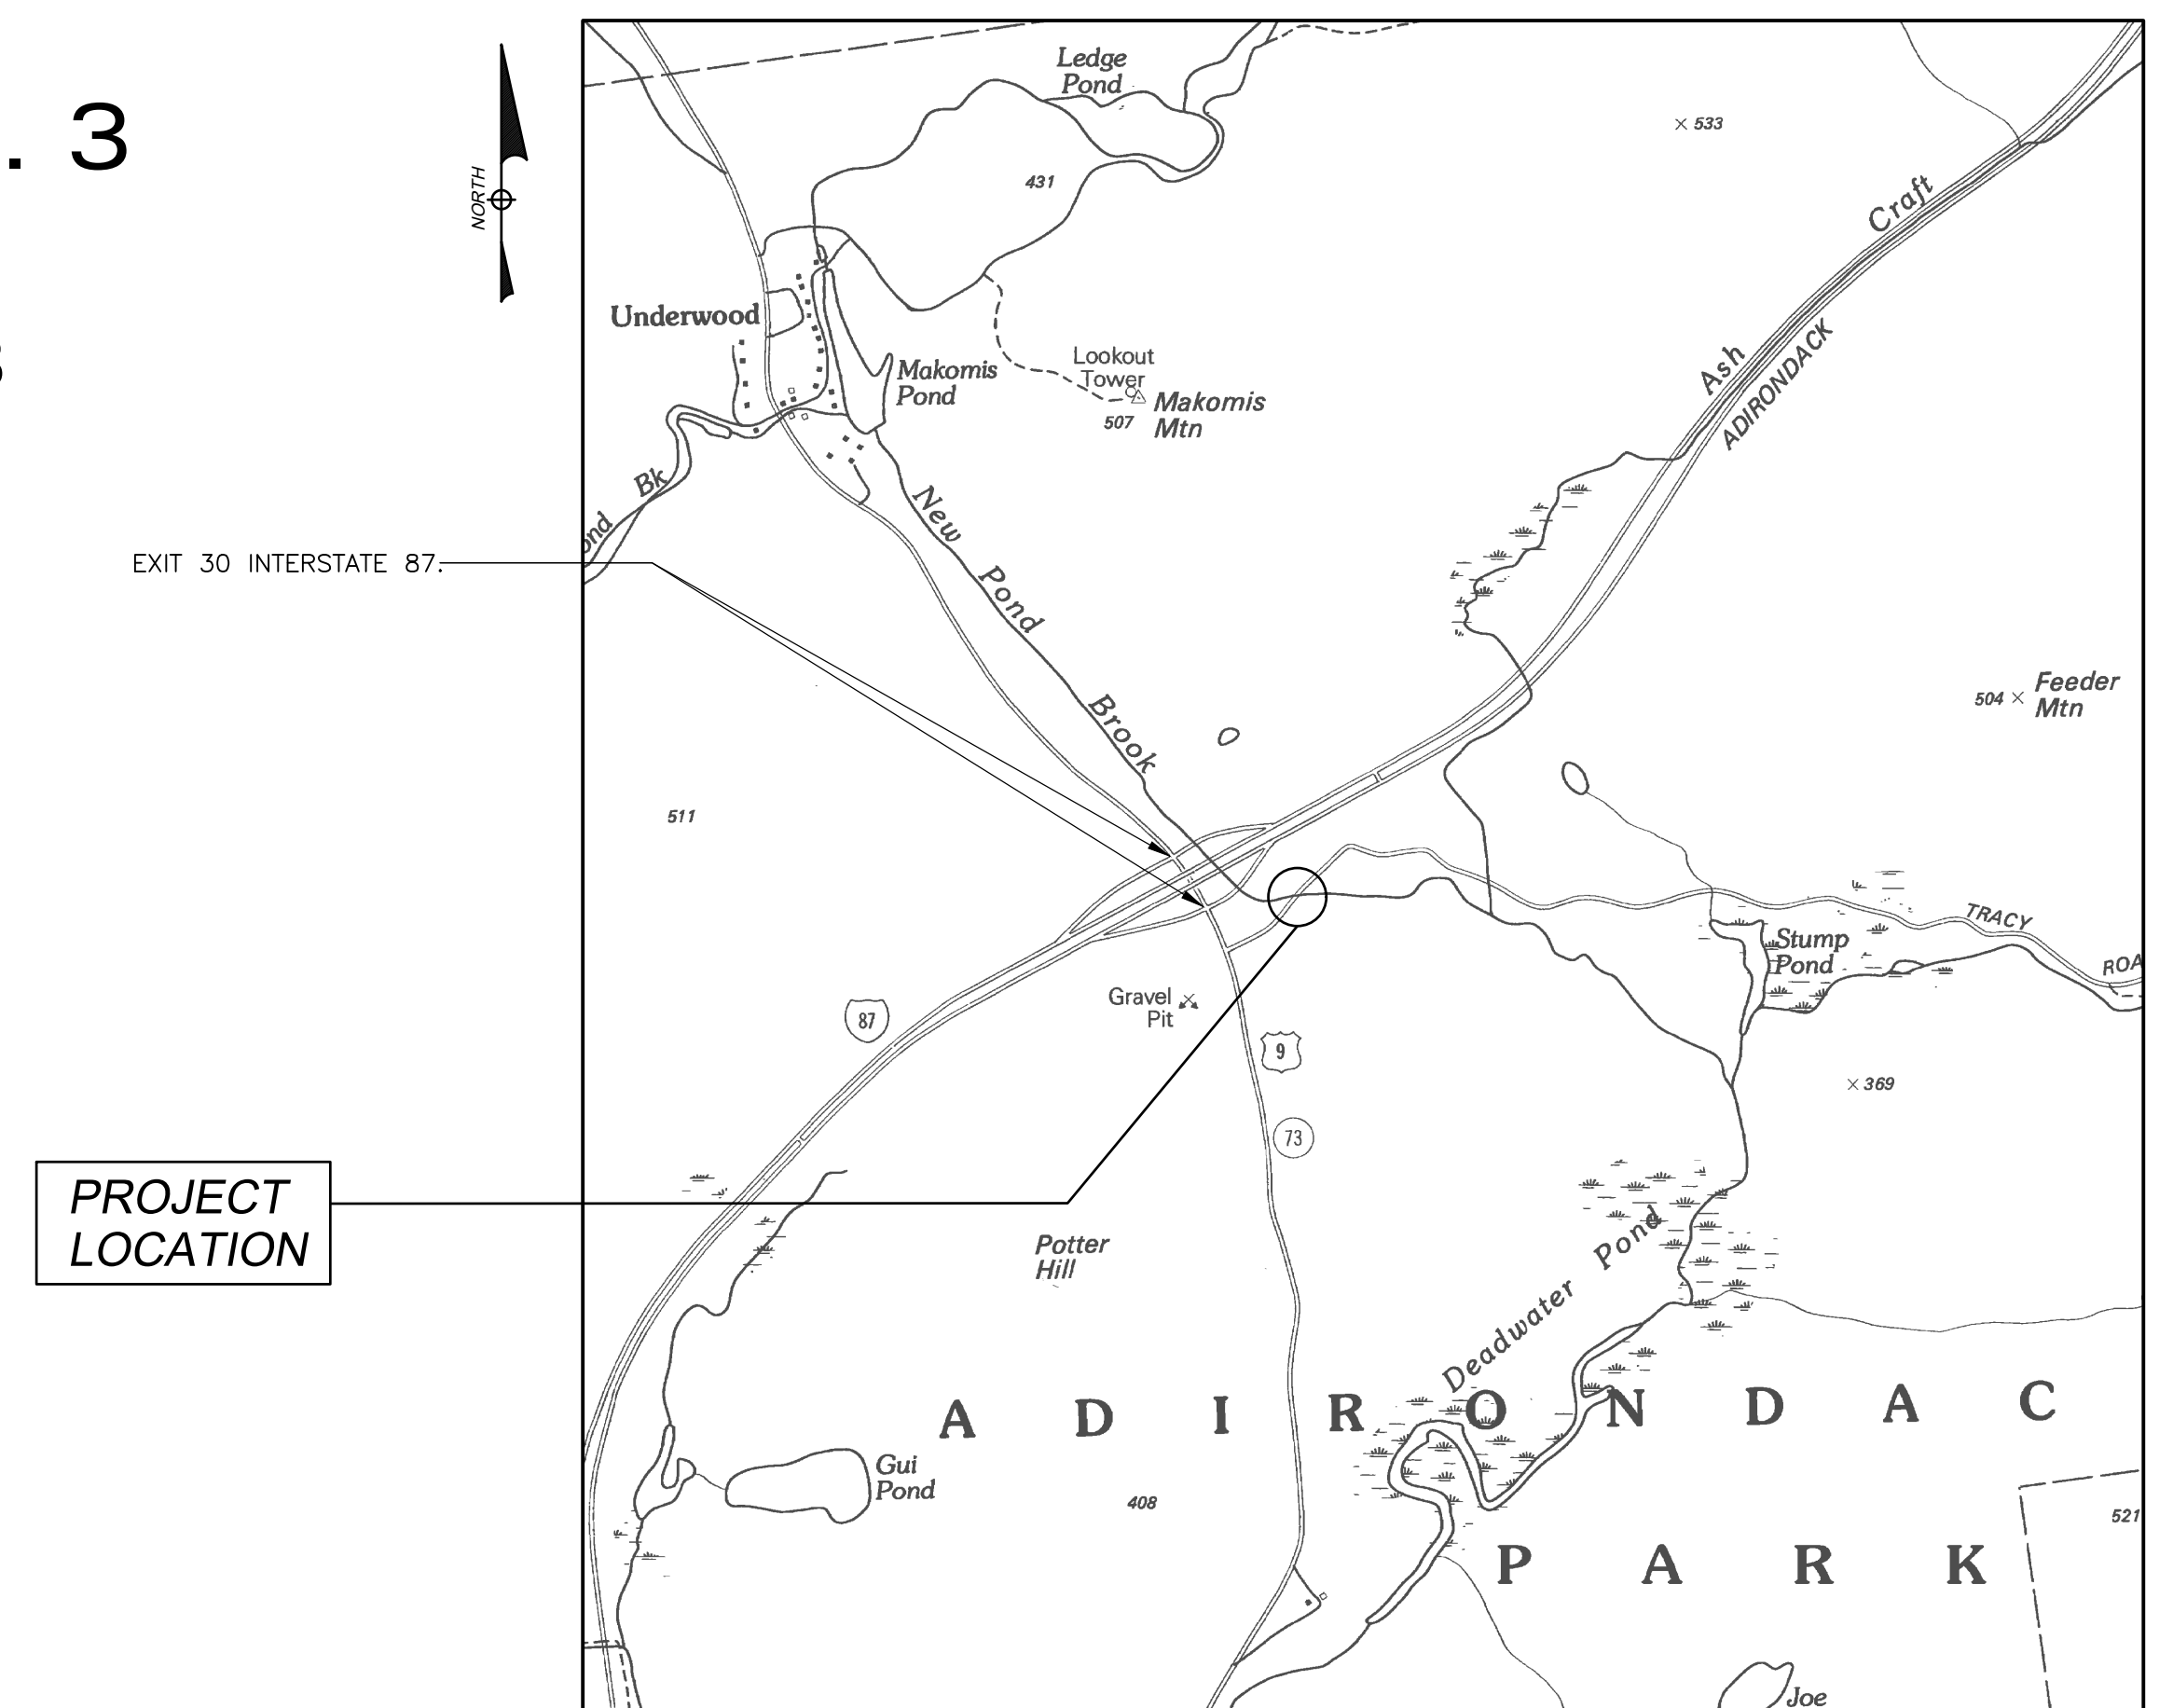 . 3
NORTH
Ledge
Pond
× 533
431
Craft
Underwood
Makomis
Pond
Lookout
Tower
507
Makomis
Mtn
Ash
ADIRONDACK
Bk
New Pond Brook
EXIT 30 INTERSTATE 87.
504 ×
Feeder
Mtn
511
TRACY
Stump
Pond
Gravel
Pit
87
9
× 369
73
PROJECT
LOCATION
Potter
Hill
Deadwater Pond
A D I R O N D A C
Gui
Pond
408
521
P A R K
Joe